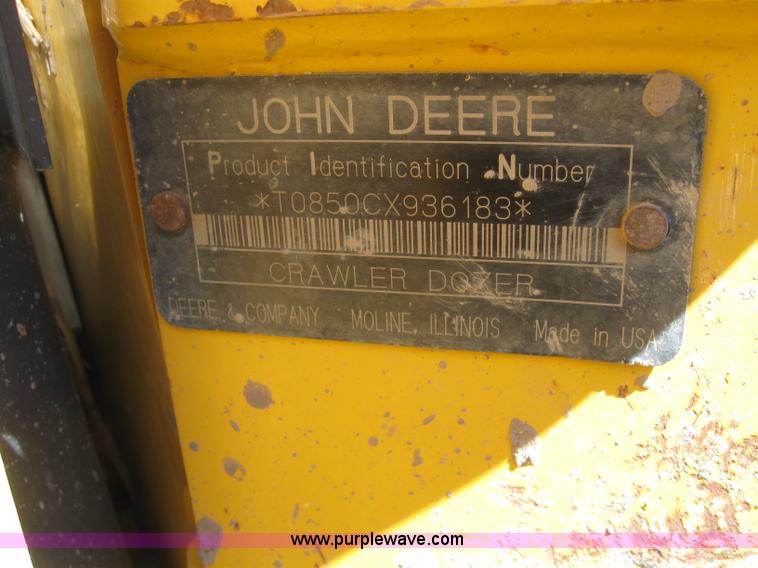 JOHN DEERE
Product Identification Number
*T0850CX936183*
CRAWLER DOZER
DEERE & COMPANY MOLINE, ILLINOIS Made in USA
www.purplewave.com